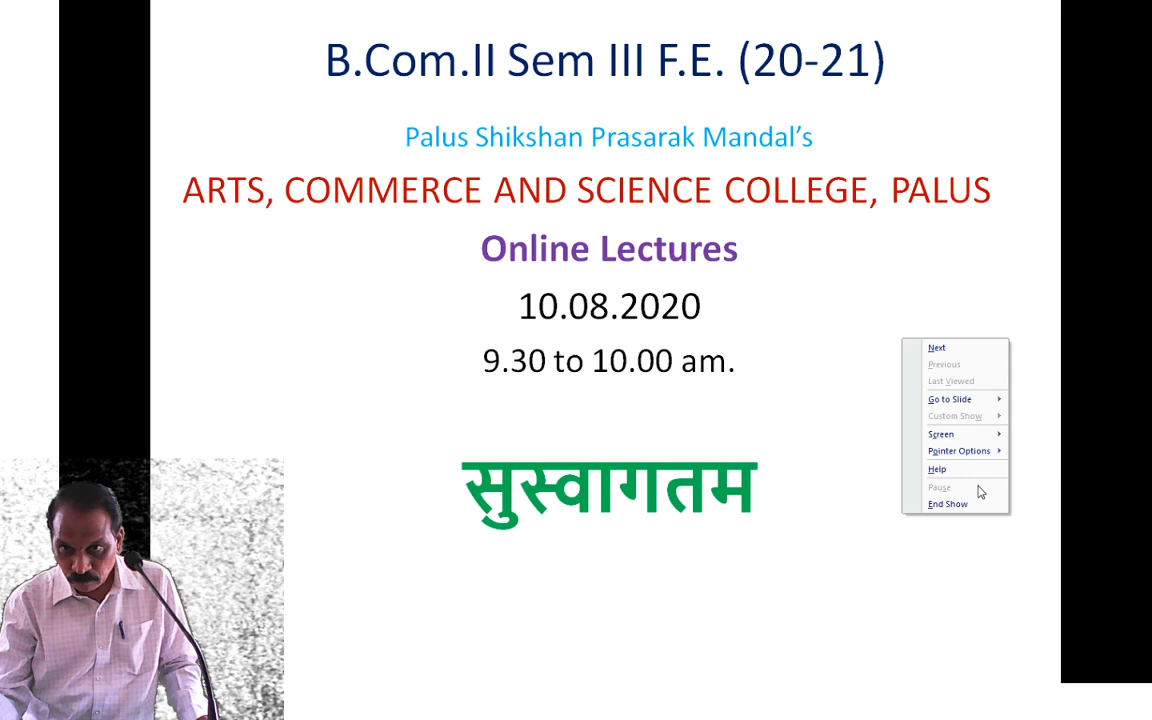 B.Com.II Sem III F.E. (20-21)
Palus Shikshan Prasarak Mandal’s
ARTS, COMMERCE AND SCIENCE COLLEGE, PALUS
Online Lectures
10.08.2020
9.30 to 10.00 am.
सुस्वागतम
Next
Previous
Last Viewed
Go to Slide
Custom Show
Screen
Pointer Options
Help
Pause
End Show